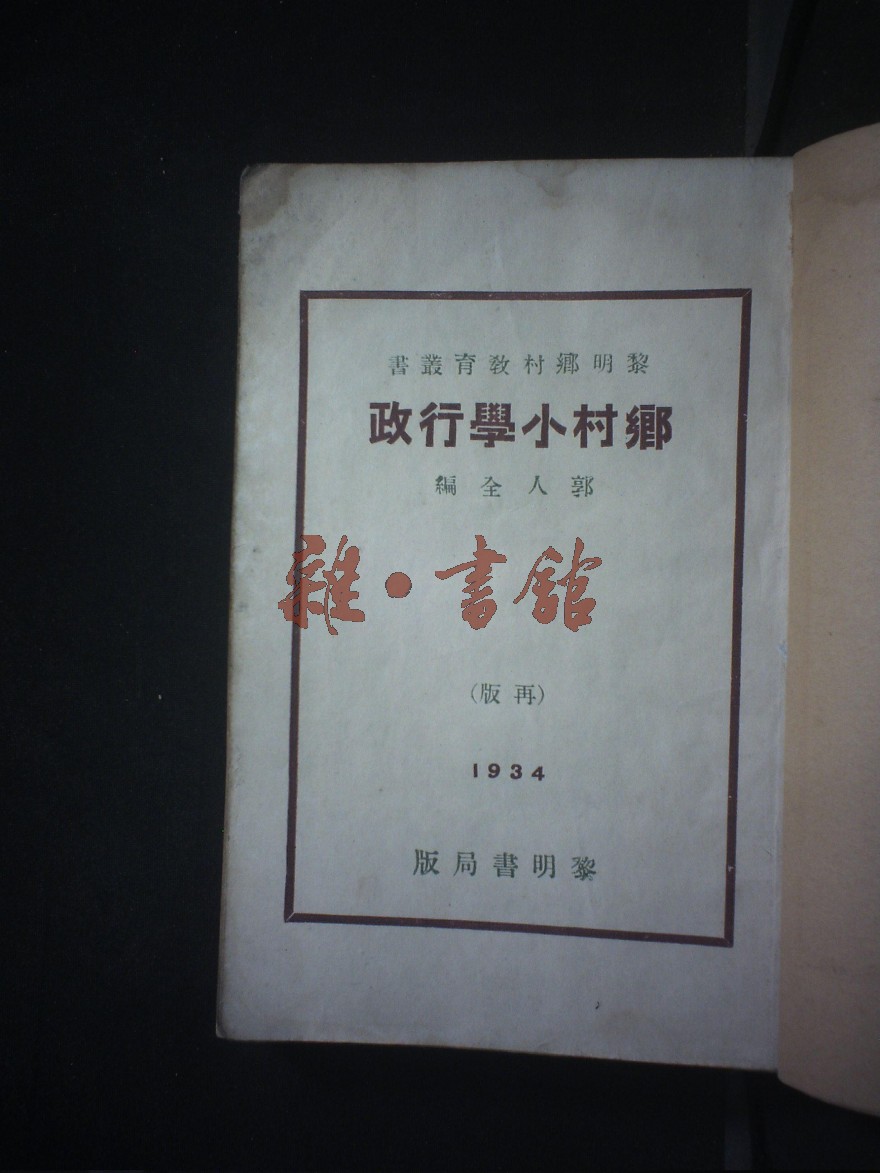 黎明鄉村教育叢書
鄉村小學行政
郭人全編
雜·書館
(再版)
1934
黎明書局版